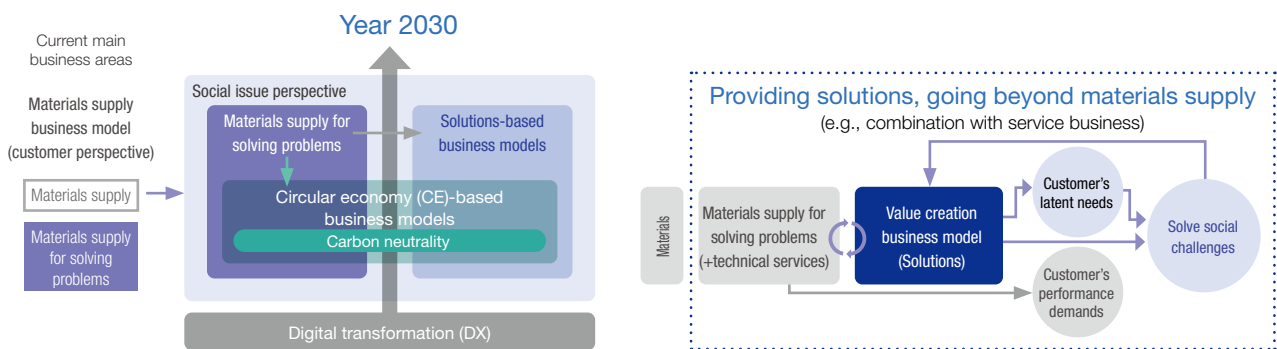 Year 2030
Current main
business areas
Materials supply
business model
(customer perspective)
Materials supply
Materials supply
for solving
problems
Social issue perspective
Materials supply for
solving problems
Solutions-based
business models
Circular economy (CE)-based
business models
Carbon neutrality
Digital transformation (DX)
Providing solutions, going beyond materials supply
(e.g., combination with service business)
Materials
Materials supply for
solving problems
(+technical services)
Value creation
business model
(Solutions)
Customer's
latent needs
Customer's
performance
demands
Solve social
challenges